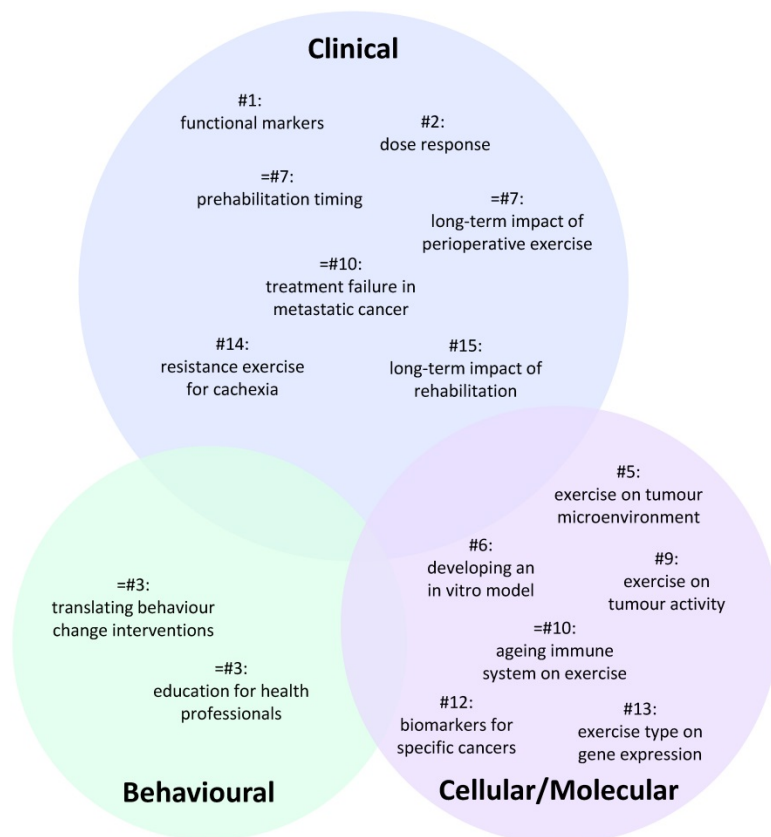 Clinical
#1:
functional markers
#2:
dose response
=#7:
prehabilitation timing
=#7:
long-term impact of
perioperative exercise
=#10:
treatment failure in
metastatic cancer
#14:
resistance exercise
for cachexia
#15:
long-term impact of
rehabilitation
#5:
exercise on tumour
microenvironment
#6:
developing an
in vitro model
#9:
exercise on
tumour activity
=#10:
ageing immune
system on exercise
#12:
biomarkers for
specific cancers
#13:
exercise type on
gene expression
Cellular/Molecular
=#3:
translating behaviour
change interventions
=#3:
education for health
professionals
Behavioural